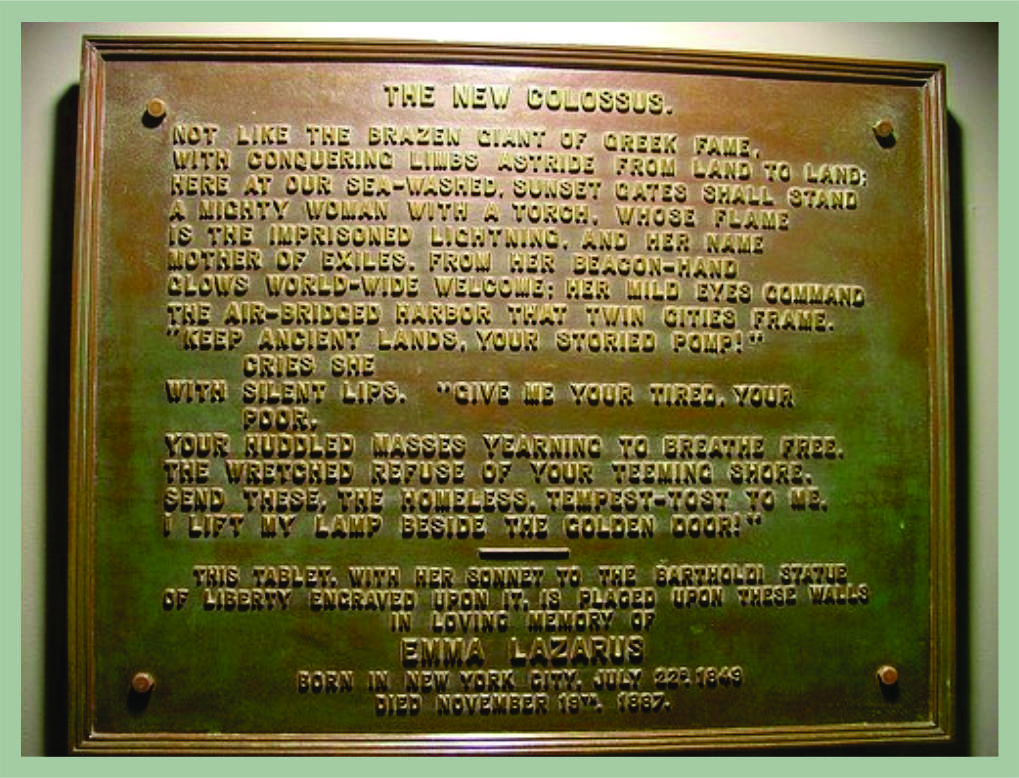 THE NEW COLOSSUS.
NOT LIKE THE BRAZEN GIANT OF GREEK FAME,
WITH CONQUERING LIMBS ASTRIDE FROM LAND TO LAND;
HERE AT OUR SEA-WASHED, SUNSET GATES SHALL STAND
A MIGHTY WOMAN WITH A TORCH, WHOSE FLAME
IS THE IMPRISONED LIGHTNING, AND HER NAME
MOTHER OF EXILES. FROM HER BEACON-HAND
GLOWS WORLD-WIDE WELCOME; HER MILD EYES COMMAND
THE AIR-BRIDGED HARBOR THAT TWIN CITIES FRAME.
"KEEP ANCIENT LANDS, YOUR STORIED POMP!"
CRIES SHE
WITH SILENT LIPS. "GIVE ME YOUR TIRED, YOUR
POOR,
YOUR HUDDLED MASSES YEARNING TO BREATHE FREE,
THE WRETCHED REFUSE OF YOUR TEEMING SHORE.
SEND THESE, THE HOMELESS, TEMPEST-TOST TO ME,
I LIFT MY LAMP BESIDE THE GOLDEN DOOR!"
THIS TABLET, WITH HER SONNET TO THE BARTHOLDI STATUE
OF LIBERTY ENGRAVED UPON IT, IS PLACED UPON THESE WALLS
IN LOVING MEMORY OF
EMMA LAZARUS
BORN IN NEW YORK CITY, JULY 22D, 1849
DIED NOVEMBER 19TH, 1887.